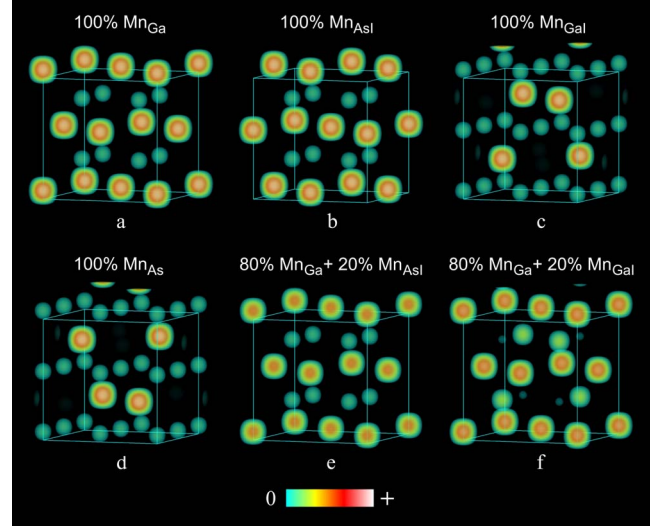 100% MnGa
100% MnAsI
100% MnGaI
a
b
c
100% MnAs
80% MnGa + 20% MnAsI
80% MnGa + 20% MnGaI
d
e
f
0
+